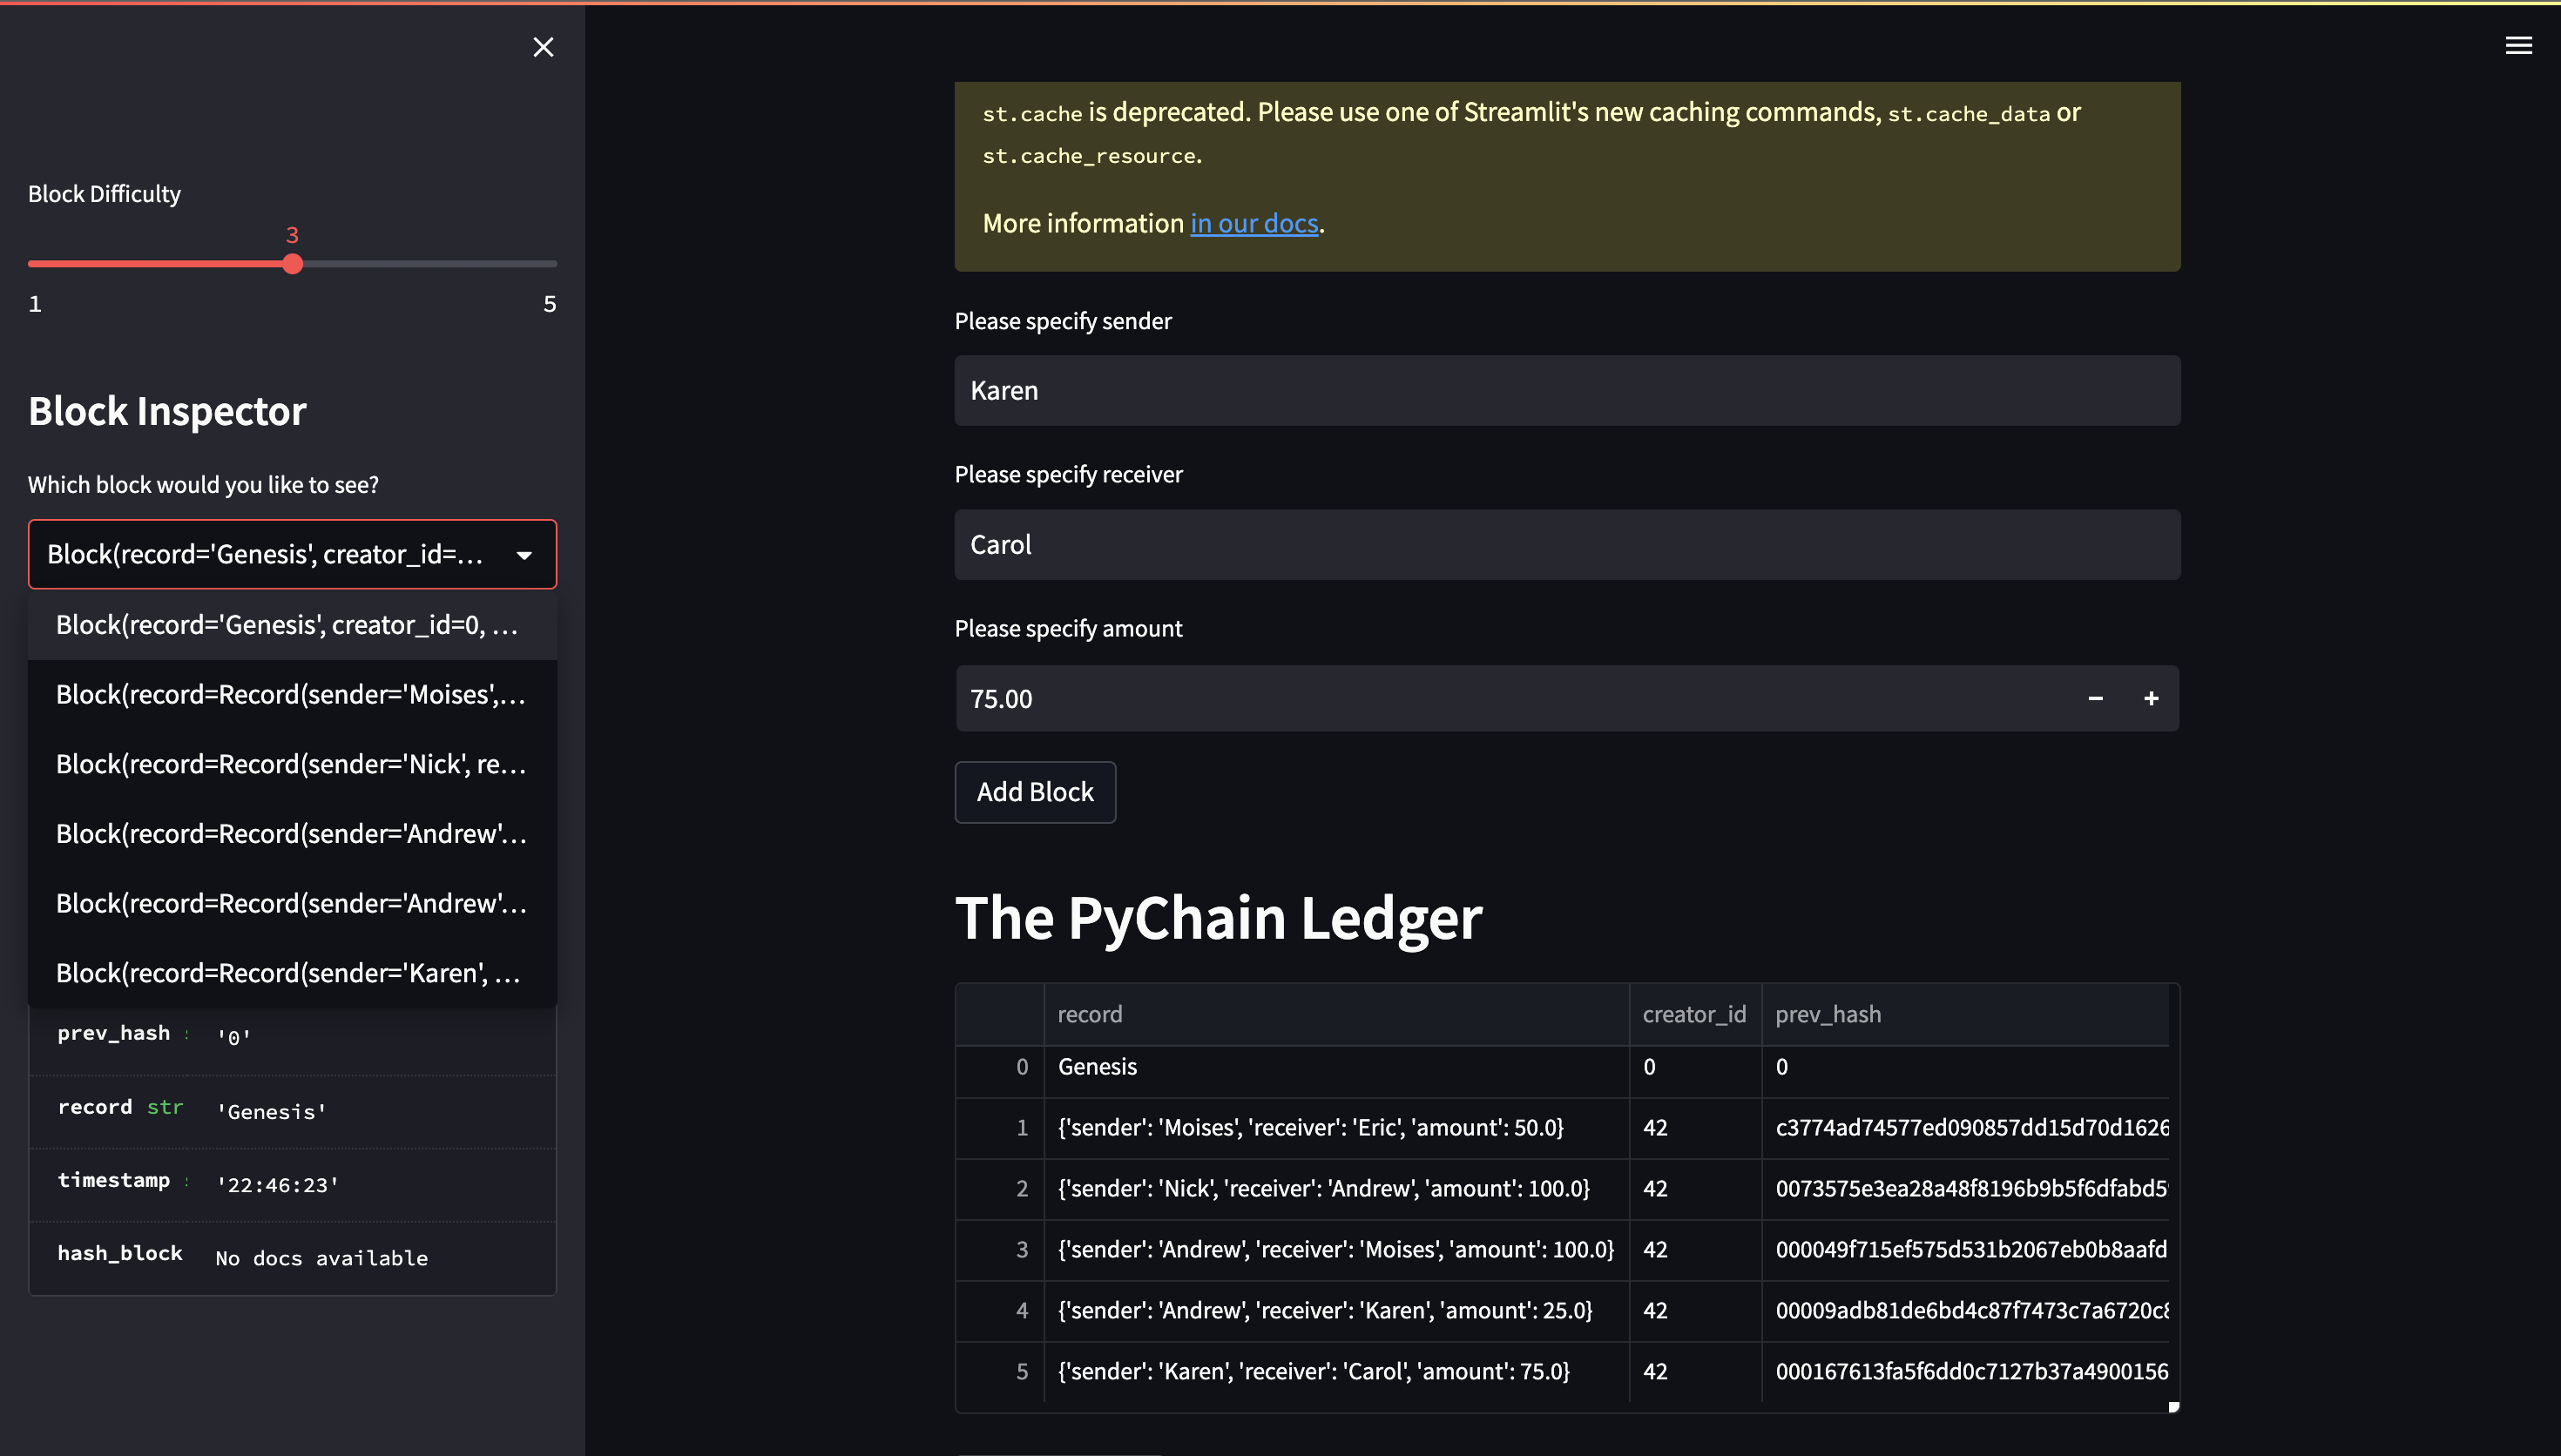 Block Difficulty
3
1 5
Block Inspector
Which block would you like to see?
Block(record='Genesis', creator_id=...
Block(record='Genesis', creator_id=0, ...
Block(record=Record(sender='Moises',...
Block(record=Record(sender='Nick', re...
Block(record=Record(sender='Andrew'...
Block(record=Record(sender='Andrew'...
Block(record=Record(sender='Karen', ...
prev_hash : '0'
record str 'Genesis'
timestamp : '22:46:23'
hash_block No docs available
st.cache is deprecated. Please use one of Streamlit's new caching commands, st.cache_data or
st.cache_resource.
More information in our docs.
Please specify sender
Karen
Please specify receiver
Carol
Please specify amount
75.00 − +
Add Block
The PyChain Ledger
record creator_id prev_hash
0 Genesis 0 0
1 {'sender': 'Moises', 'receiver': 'Eric', 'amount': 50.0} 42 c3774ad74577ed090857dd15d70d1626
2 {'sender': 'Nick', 'receiver': 'Andrew', 'amount': 100.0} 42 0073575e3ea28a48f8196b9b5f6dfabd5
3 {'sender': 'Andrew', 'receiver': 'Moises', 'amount': 100.0} 42 000049f715ef575d531b2067eb0b8aafd
4 {'sender': 'Andrew', 'receiver': 'Karen', 'amount': 25.0} 42 00009adb81de6bd4c87f7473c7a6720c8
5 {'sender': 'Karen', 'receiver': 'Carol', 'amount': 75.0} 42 000167613fa5f6dd0c7127b37a4900156